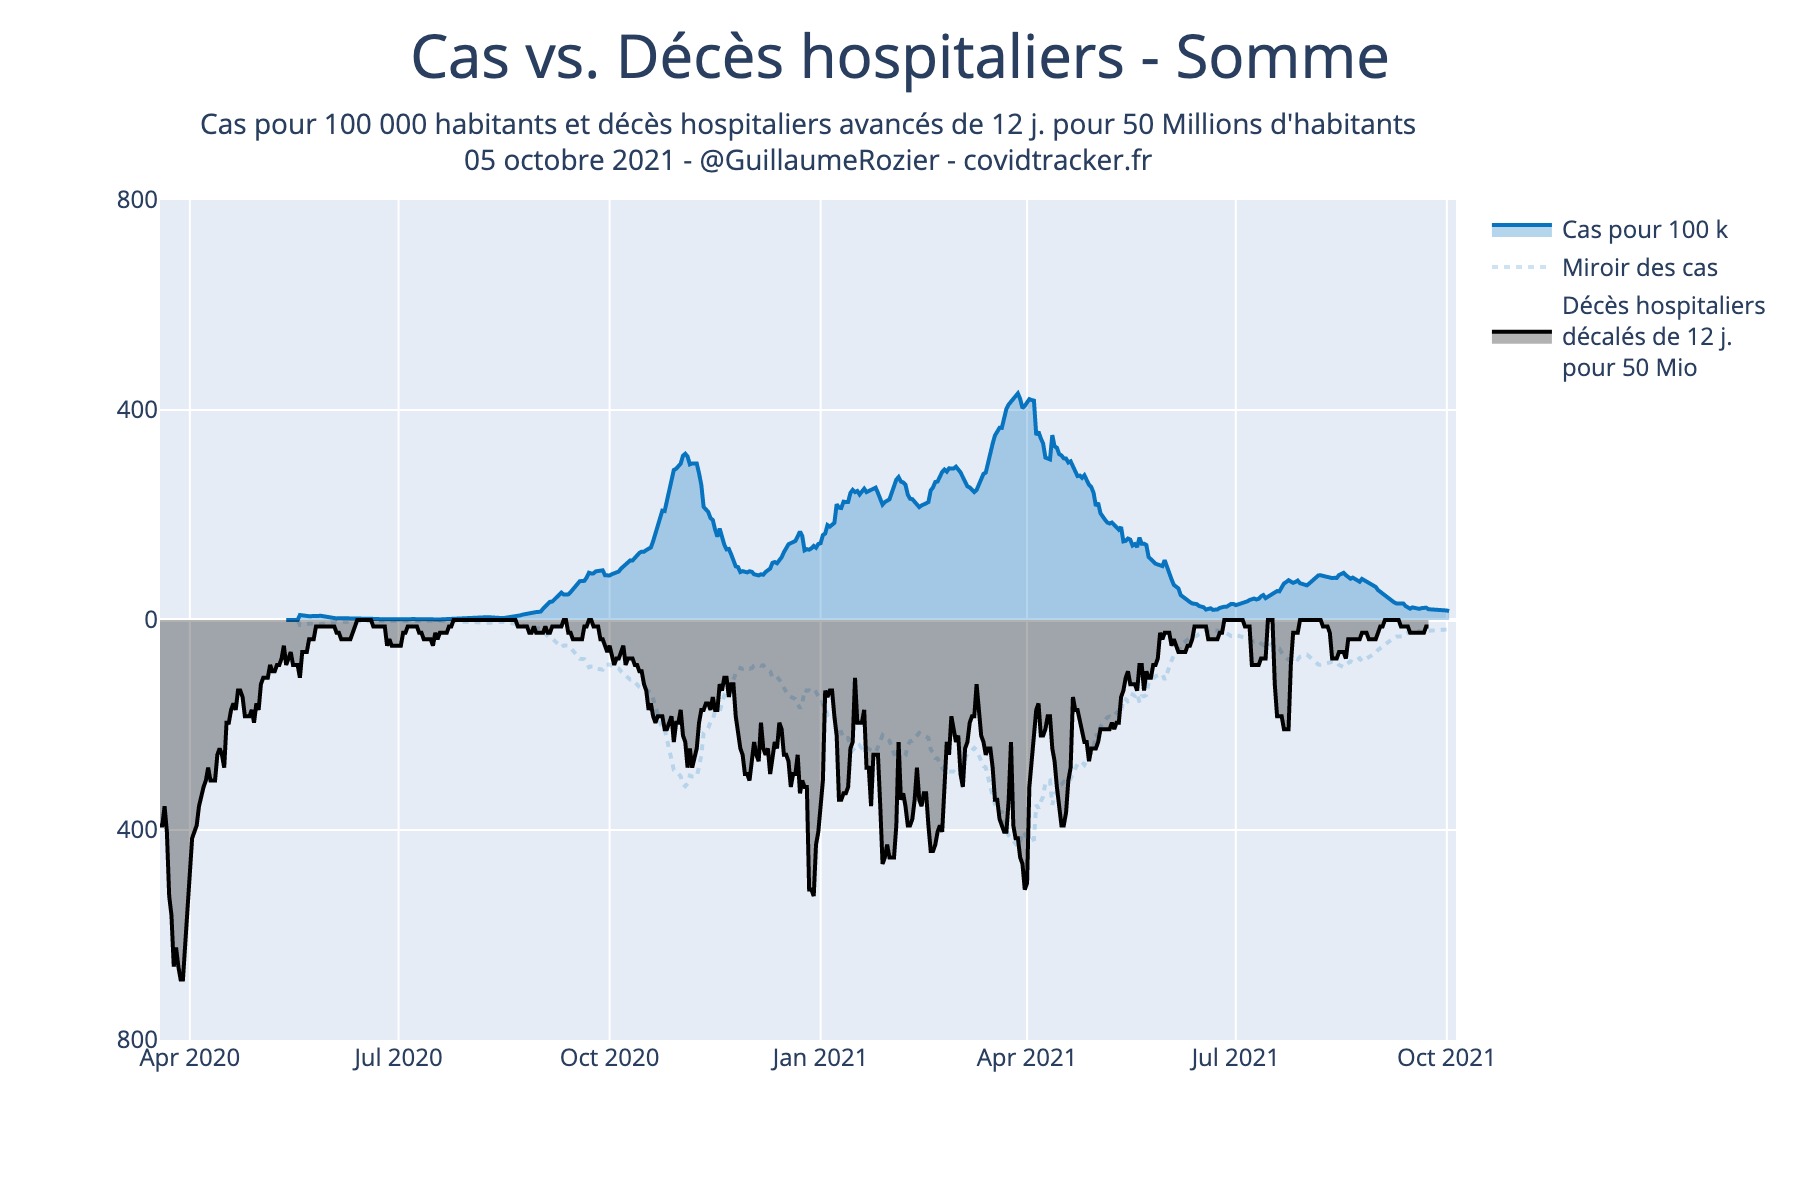 Cas vs. Décès hospitaliers - Somme
Cas pour 100 000 habitants et décès hospitaliers avancés de 12 j. pour 50 Millions d'habitants
05 octobre 2021 - @GuillaumeRozier - covidtracker.fr
800
400
0
400
800
Apr 2020
Jul 2020
Oct 2020
Jan 2021
Apr 2021
Jul 2021
Oct 2021
Cas pour 100 k
Miroir des cas
Décès hospitaliers
décalés de 12 j.
pour 50 Mio